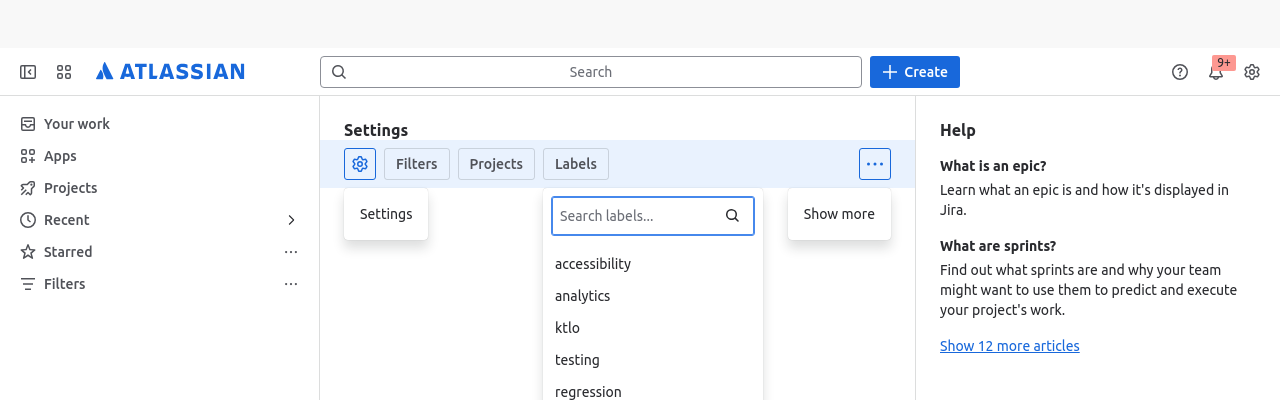 ATLASSIAN
Search
Create
9+
Your work
Apps
Projects
Recent
Starred
Filters
Settings
Filters
Projects
Labels
Settings
Search labels...
accessibility
analytics
ktlo
testing
regression
Show more
Help
What is an epic?
Learn what an epic is and how it's displayed in
Jira.
What are sprints?
Find out what sprints are and why your team
might want to use them to predict and execute
your project's work.
Show 12 more articles